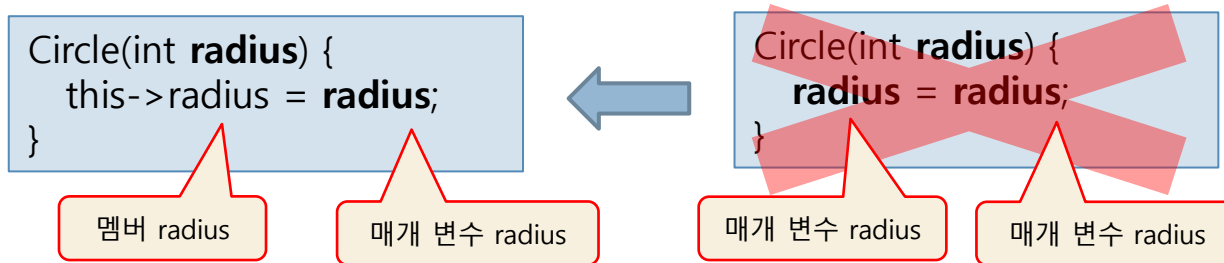 Circle(int radius) {
this->radius = radius;
}
멤버 radius
매개 변수 radius
Circle(int radius) {
radius = radius;
}
매개 변수 radius
매개 변수 radius